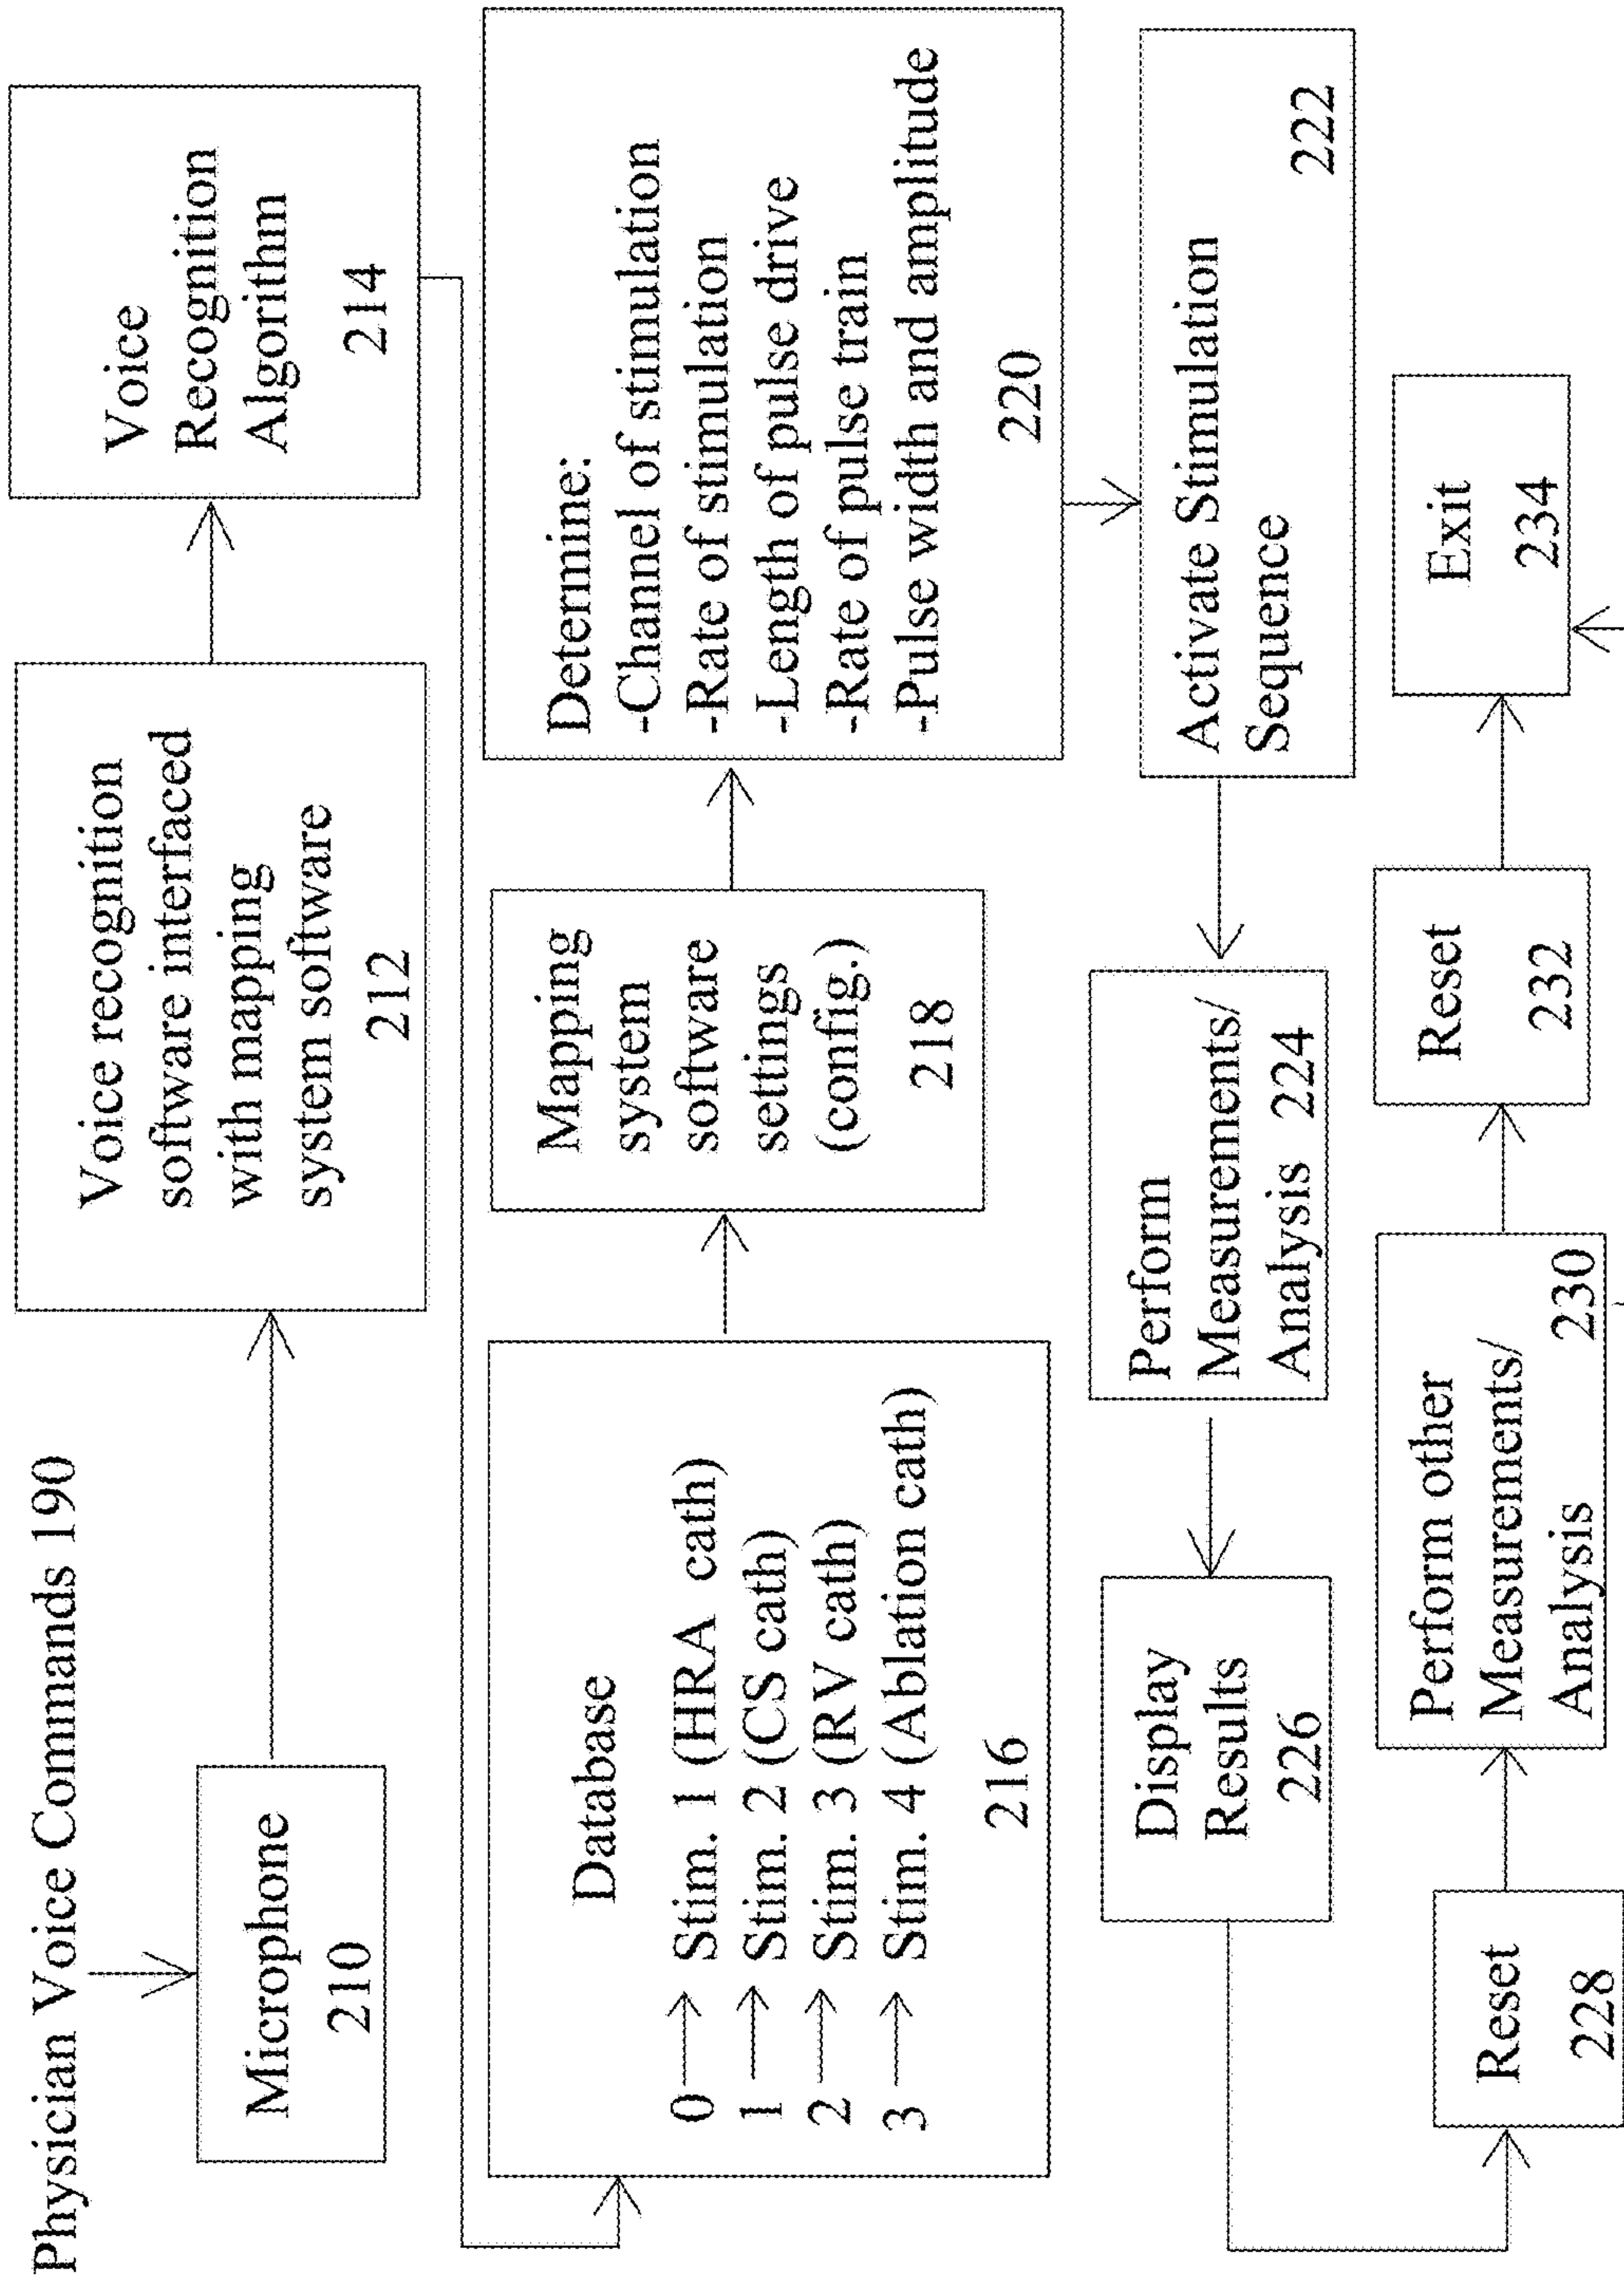 Physician Voice Commands 190
Microphone
210
Voice recognition
software interfaced
with mapping
system software
212
Voice
Recognition
Algorithm
214
Database
0 → Stim. 1 (HRA cath)
1 → Stim. 2 (CS cath)
2 → Stim. 3 (RV cath)
3 → Stim. 4 (Ablation cath)
216
Mapping
system
software
settings
(config.)
218
Determine:
-Channel of stimulation
-Rate of stimulation
-Length of pulse drive
-Rate of pulse train
-Pulse width and amplitude
220
Activate Stimulation
Sequence
222
Perform
Measurements/
Analysis 224
Display
Results
226
Reset
228
Perform other
Measurements/
Analysis 230
Reset
232
Exit
234